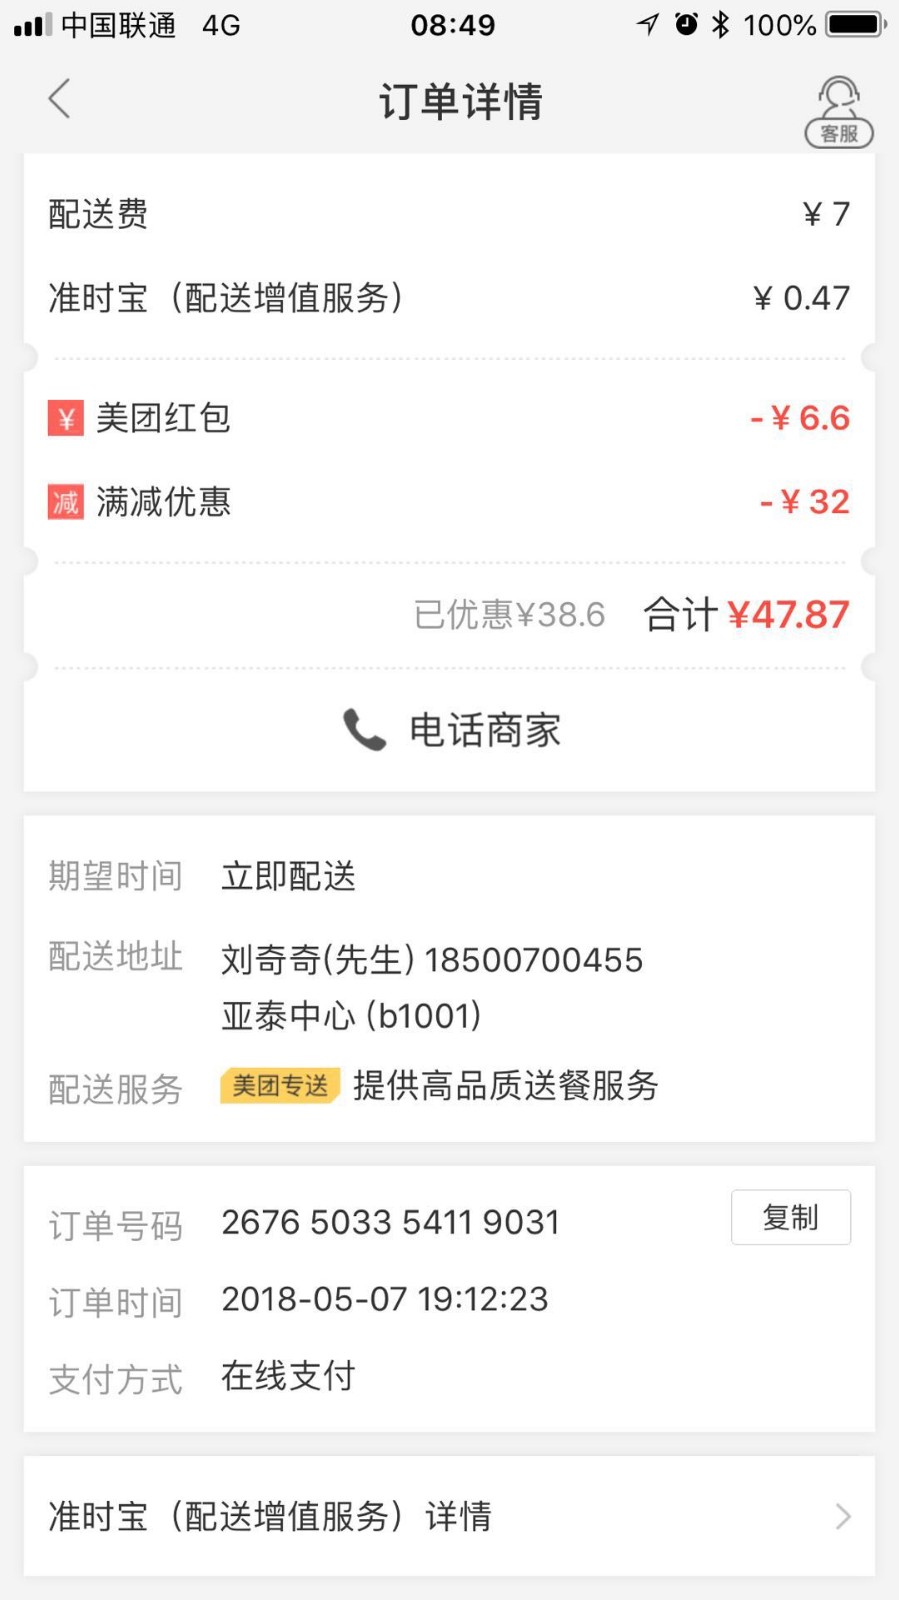 中国联通 4G 08:49 100%
订单详情
客服
配送费 ¥ 7
准时宝（配送增值服务） ¥ 0.47
¥ 美团红包 -¥ 6.6
减 满减优惠 -¥ 32
已优惠¥38.6 合计 ¥47.87
电话商家
期望时间 立即配送
配送地址 刘奇奇(先生) 18500700455
亚泰中心 (b1001)
配送服务 美团专送 提供高品质送餐服务
订单号码 2676 5033 5411 9031 复制
订单时间 2018-05-07 19:12:23
支付方式 在线支付
准时宝（配送增值服务）详情